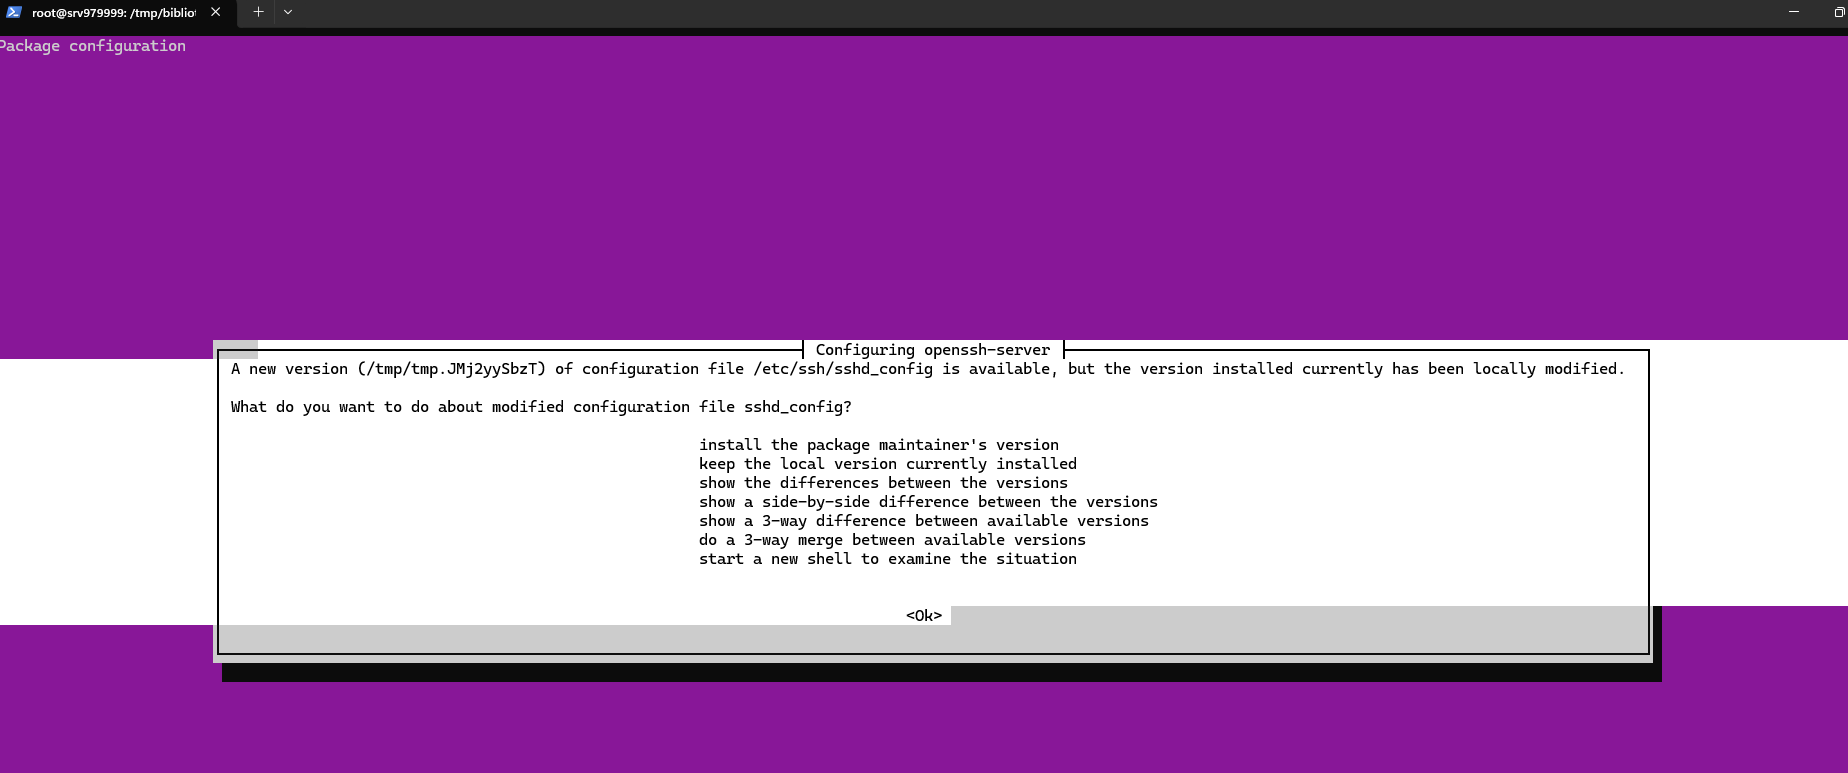 root@srv979999: /tmp/bibliot
Package configuration
Configuring openssh-server
A new version (/tmp/tmp.JMj2yySbzT) of configuration file /etc/ssh/sshd_config is available, but the version installed currently has been locally modified.
What do you want to do about modified configuration file sshd_config?
install the package maintainer's version
keep the local version currently installed
show the differences between the versions
show a side-by-side difference between the versions
show a 3-way difference between available versions
do a 3-way merge between available versions
start a new shell to examine the situation
<Ok>